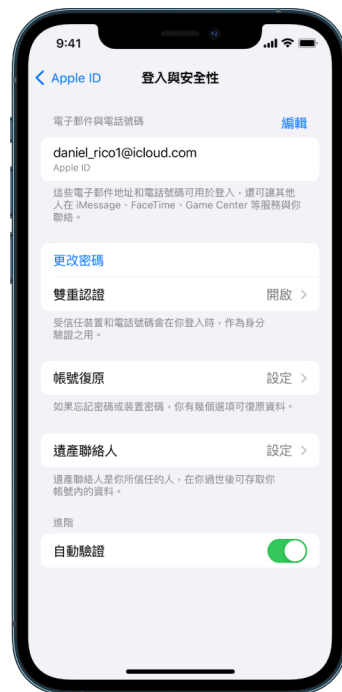 9:41
Apple ID
登入與安全性
電子郵件與電話號碼
編輯
daniel_rico1@icloud.com
Apple ID
這些電子郵件地址和電話號碼可用於登入，還可讓其他
人在 iMessage、FaceTime、Game Center 等服務與你
聯絡。
更改密碼
雙重認證
開啟
受信任裝置和電話號碼會在你登入時，作為身分
驗證之用。
帳號復原
設定
如果忘記密碼或裝置密碼，你有幾個選項可復原資料。
遺產聯絡人
設定
遺產聯絡人是你所信任的人，在你過世後可存取你
帳號內的資料。
進階
自動驗證